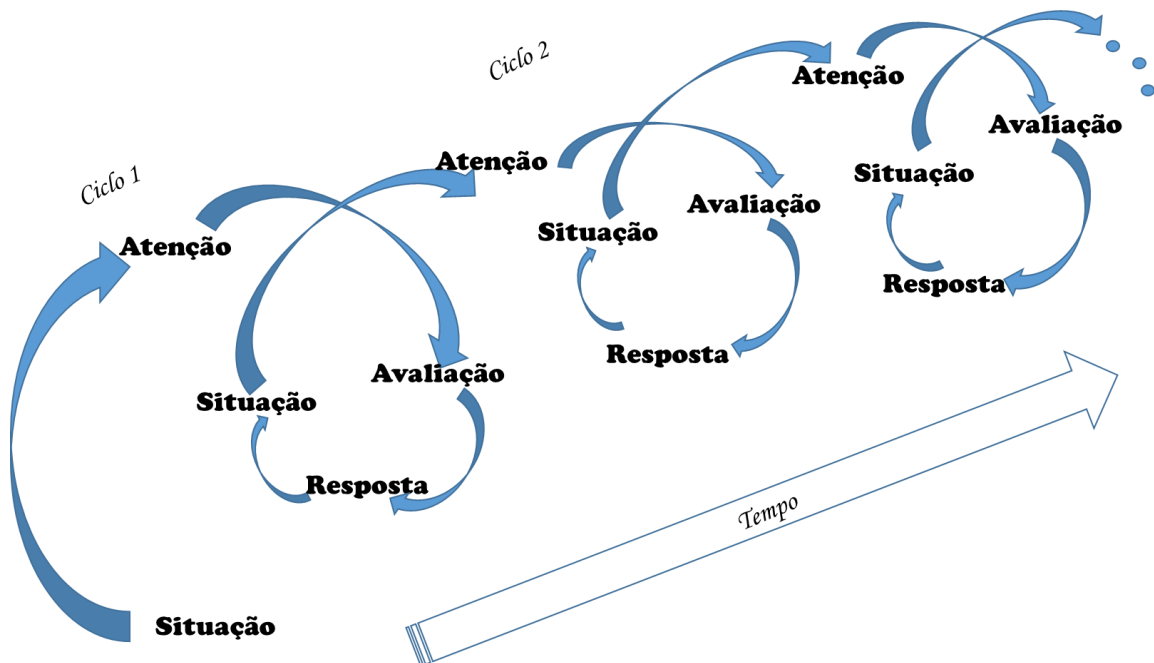 Ciclo 1
Atenção
Avaliação
Situação
Resposta
Situação
Ciclo 2
Atenção
Avaliação
Situação
Resposta
Atenção
Avaliação
Situação
Resposta
Tempo